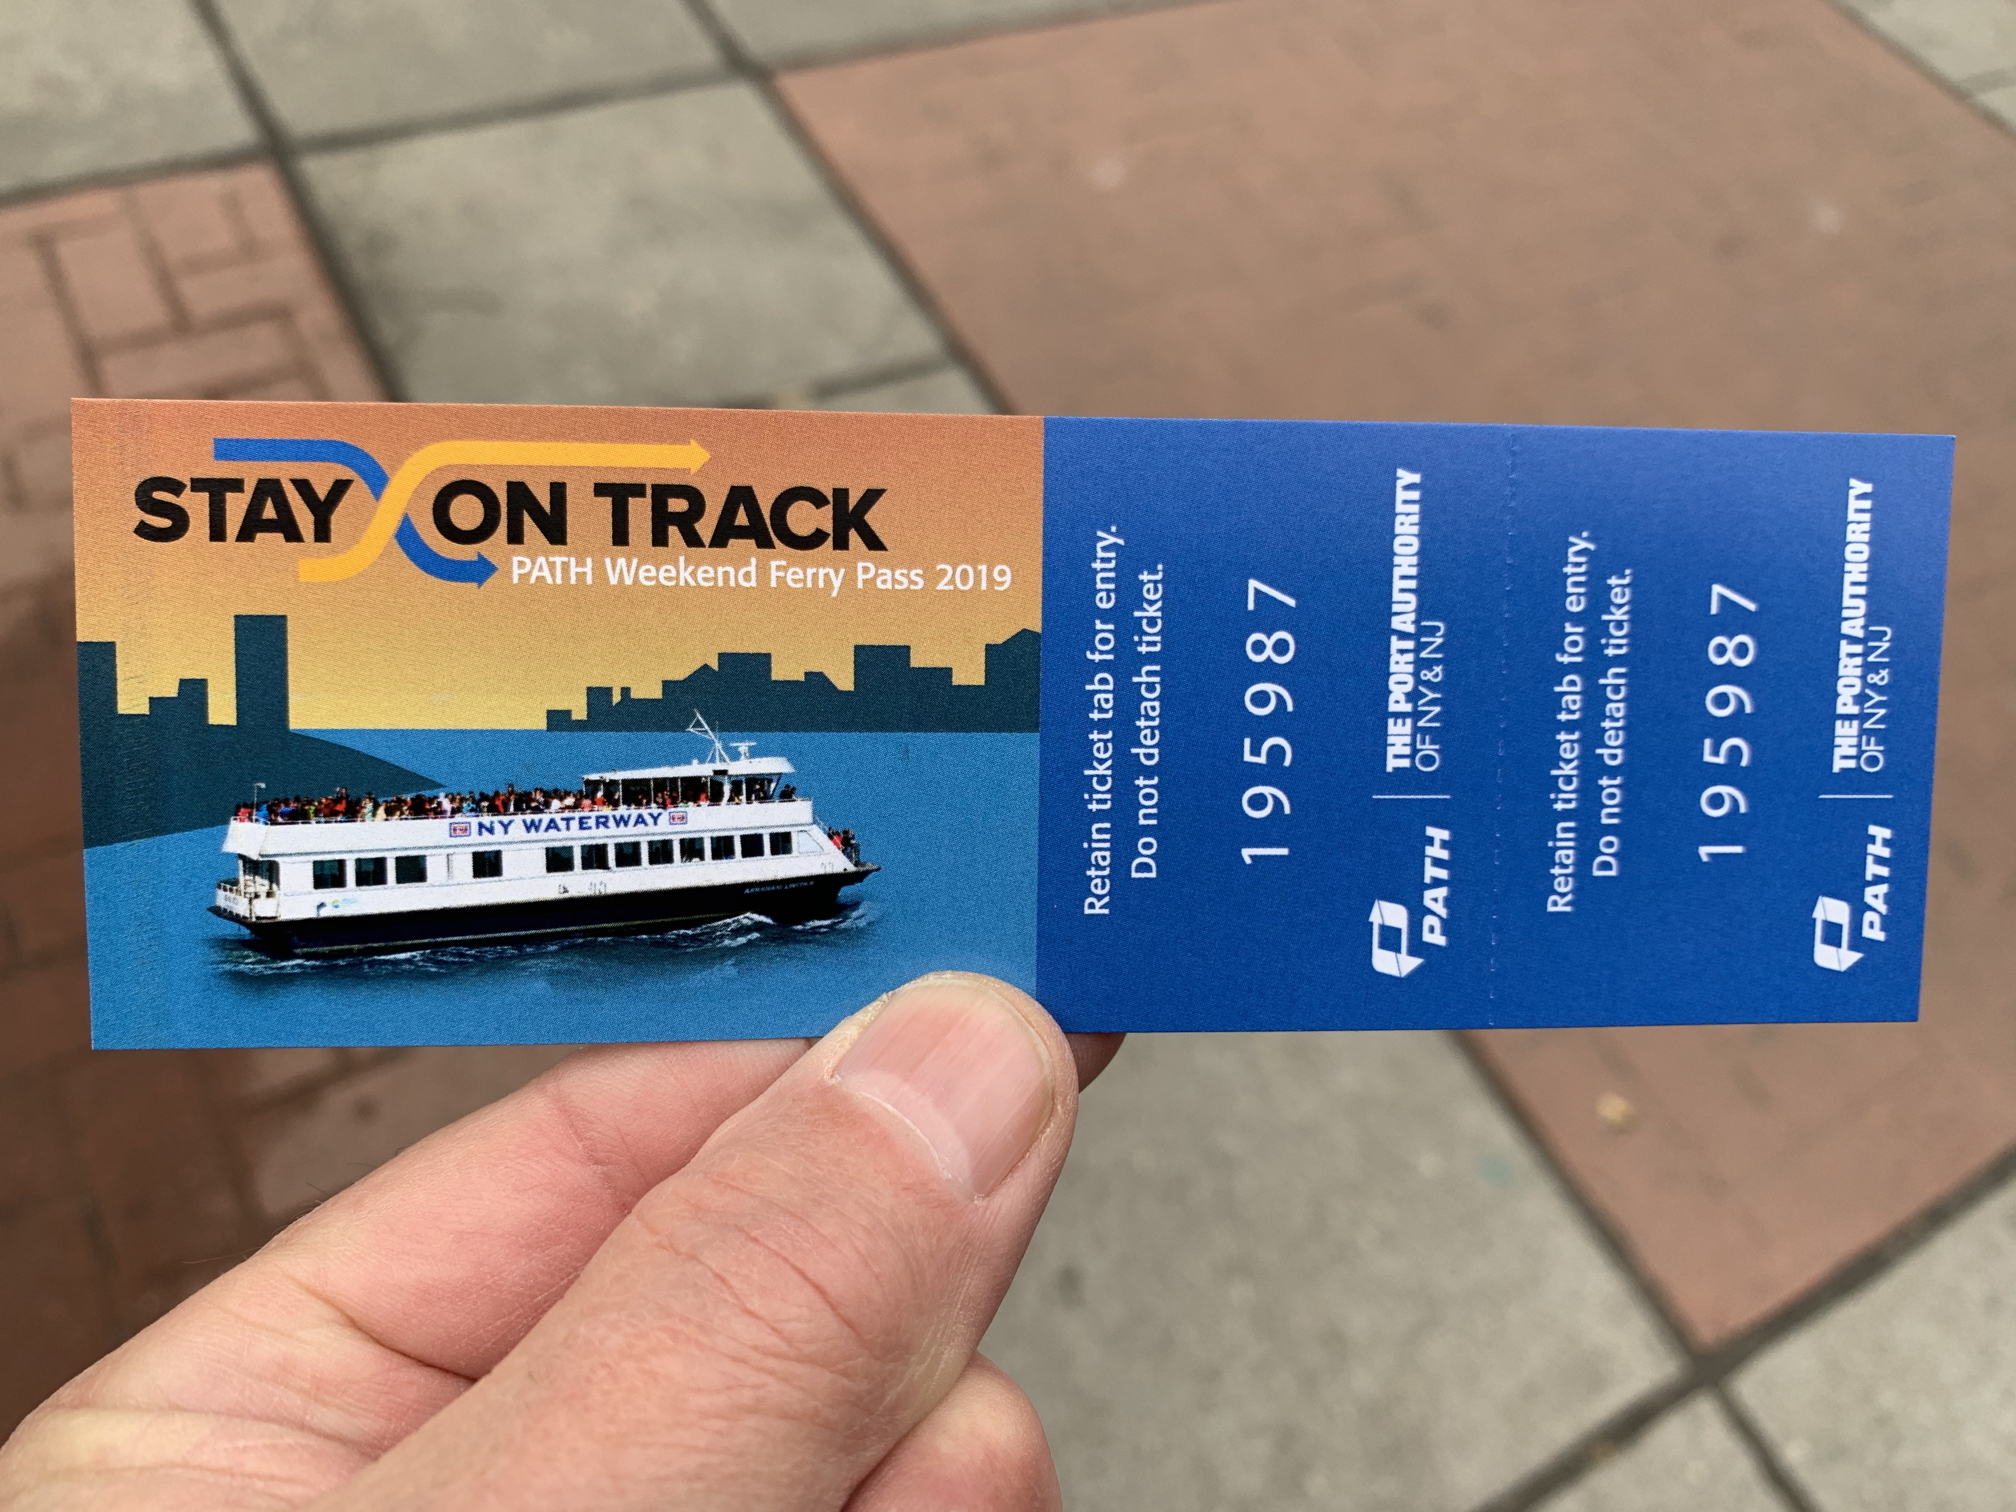 STAY ON TRACK
PATH Weekend Ferry Pass 2019
NY WATERWAY
ABRAHAM LINCOLN
Retain ticket tab for entry.
Do not detach ticket.
195987
PATH
THE PORT AUTHORITY
OF NY & NJ
Retain ticket tab for entry.
Do not detach ticket.
195987
PATH
THE PORT AUTHORITY
OF NY & NJ